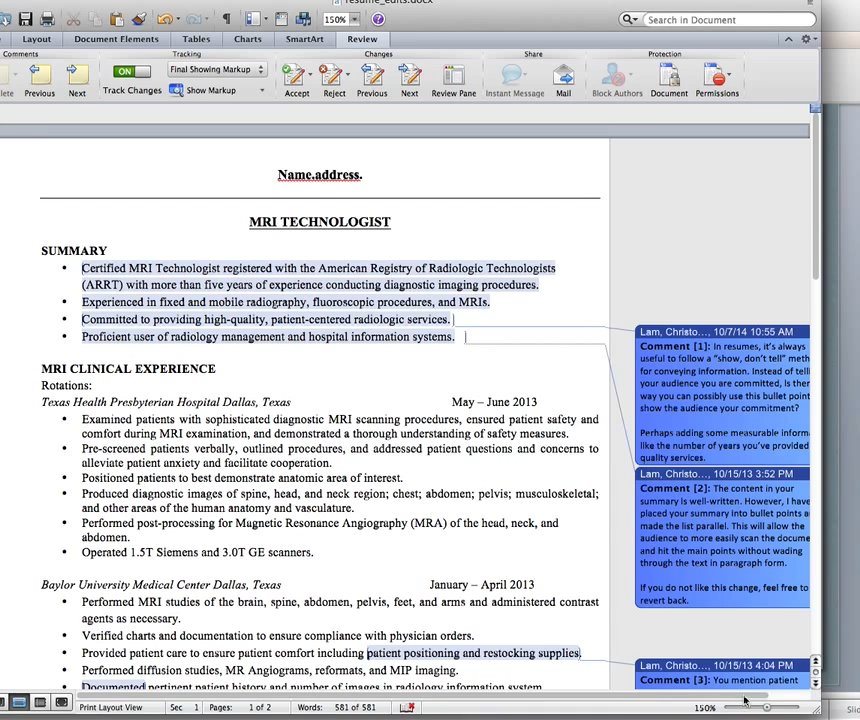 resume_edits.docx
150%
Search in Document
Layout
Document Elements
Tables
Charts
SmartArt
Review
Comments
Tracking
Changes
Share
Protection
Previous
Next
ON
Track Changes
Final Showing Markup
Show Markup
Accept
Reject
Previous
Next
Review Pane
Instant Message
Mail
Block Authors
Document
Permissions
Name.address.
MRI TECHNOLOGIST
SUMMARY
• Certified MRI Technologist registered with the American Registry of Radiologic Technologists
(ARRT) with more than five years of experience conducting diagnostic imaging procedures.
• Experienced in fixed and mobile radiography, fluoroscopic procedures, and MRIs.
• Committed to providing high-quality, patient-centered radiologic services.
• Proficient user of radiology management and hospital information systems.
MRI CLINICAL EXPERIENCE
Rotations:
Texas Health Presbyterian Hospital Dallas, Texas May – June 2013
• Examined patients with sophisticated diagnostic MRI scanning procedures, ensured patient safety and
comfort during MRI examination, and demonstrated a thorough understanding of safety measures.
• Pre-screened patients verbally, outlined procedures, and addressed patient questions and concerns to
alleviate patient anxiety and facilitate cooperation.
• Positioned patients to best demonstrate anatomic area of interest.
• Produced diagnostic images of spine, head, and neck region; chest; abdomen; pelvis; musculoskeletal;
and other areas of the human anatomy and vasculature.
• Performed post-processing for Magnetic Resonance Angiography (MRA) of the head, neck, and
abdomen.
• Operated 1.5T Siemens and 3.0T GE scanners.
Baylor University Medical Center Dallas, Texas January – April 2013
• Performed MRI studies of the brain, spine, abdomen, pelvis, feet, and arms and administered contrast
agents as necessary.
• Verified charts and documentation to ensure compliance with physician orders.
• Provided patient care to ensure patient comfort including patient positioning and restocking supplies.
• Performed diffusion studies, MR Angiograms, reformats, and MIP imaging.
• Documented pertinent patient history and number of images in radiology information system
Lam, Christo…, 10/7/14 10:55 AM
Comment [1]: In resumes, it's always
useful to follow a "show, don't tell" meth
for conveying information. Instead of telli
your audience you are committed, Is ther
way you can possibly use this bullet point
show the audience your commitment?
Perhaps adding some measurable inform
like the number of years you've provided
quality services.
Lam, Christo…, 10/15/13 3:52 PM
Comment [2]: The content in your
summary is well-written. However, I have
placed your summary into bullet points a
made the list parallel. This will allow the
audience to more easily scan the docume
and hit the main points without wading
through the text in paragraph form.
If you do not like this change, feel free to
revert back.
Lam, Christo…, 10/15/13 4:04 PM
Comment [3]: You mention patient
Print Layout View
Sec 1
Pages: 1 of 2
Words: 581 of 581
150%